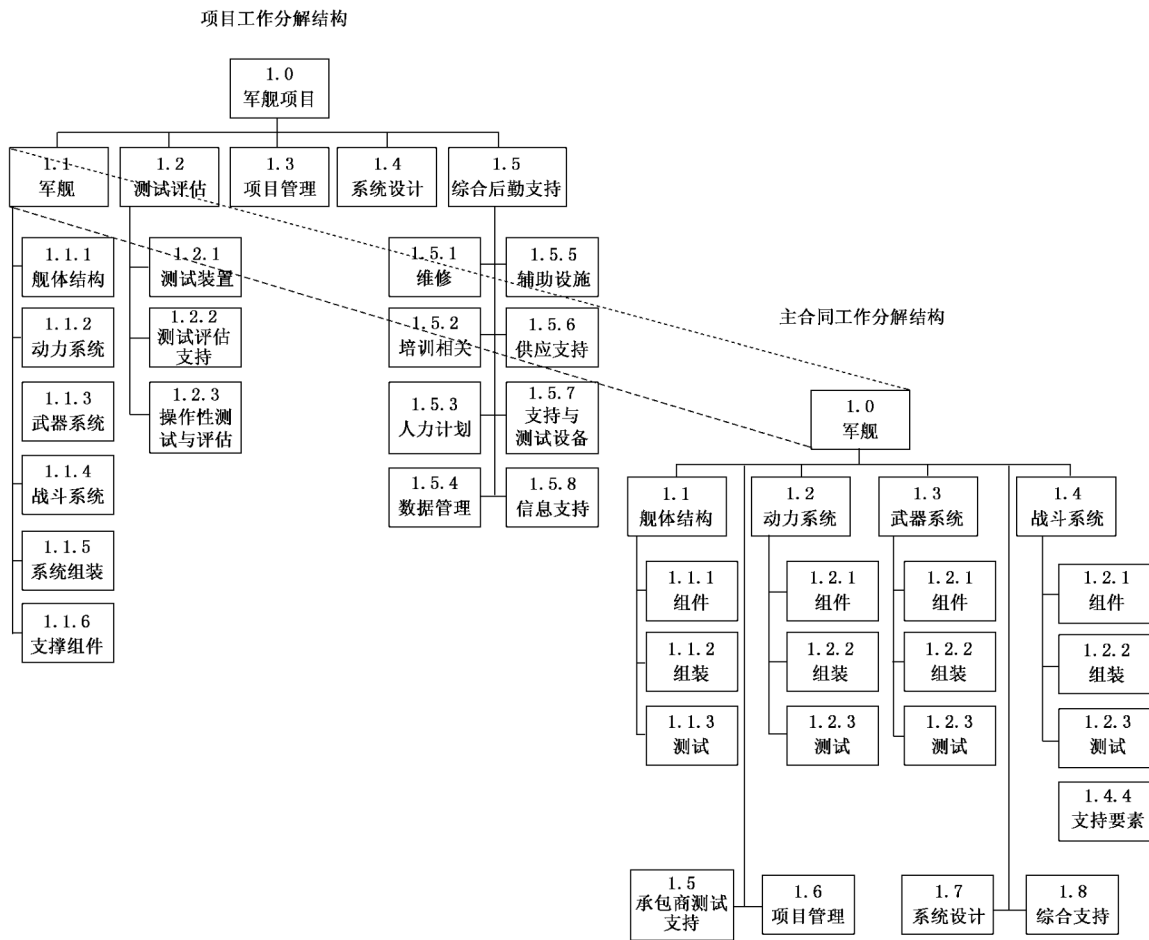 项目工作分解结构
1.0
军舰项目
1.1
军舰
1.2
测试评估
1.3
项目管理
1.4
系统设计
1.5
综合后勤支持
1.1.1
舰体结构
1.1.2
动力系统
1.1.3
武器系统
1.1.4
战斗系统
1.1.5
系统组装
1.1.6
支撑组件
1.2.1
测试装置
1.2.2
测试评估
支持
1.2.3
操作性测
试与评估
1.5.1
维修
1.5.2
培训相关
1.5.3
人力计划
1.5.4
数据管理
1.5.5
辅助设施
1.5.6
供应支持
1.5.7
支持与
测试设备
1.5.8
信息支持
主合同工作分解结构
1.0
军舰
1.1
舰体结构
1.2
动力系统
1.3
武器系统
1.4
战斗系统
1.1.1
组件
1.1.2
组装
1.1.3
测试
1.2.1
组件
1.2.2
组装
1.2.3
测试
1.2.1
组件
1.2.2
组装
1.2.3
测试
1.2.1
组件
1.2.2
组装
1.2.3
测试
1.4.4
支持要素
1.5
承包商测试
支持
1.6
项目管理
1.7
系统设计
1.8
综合支持